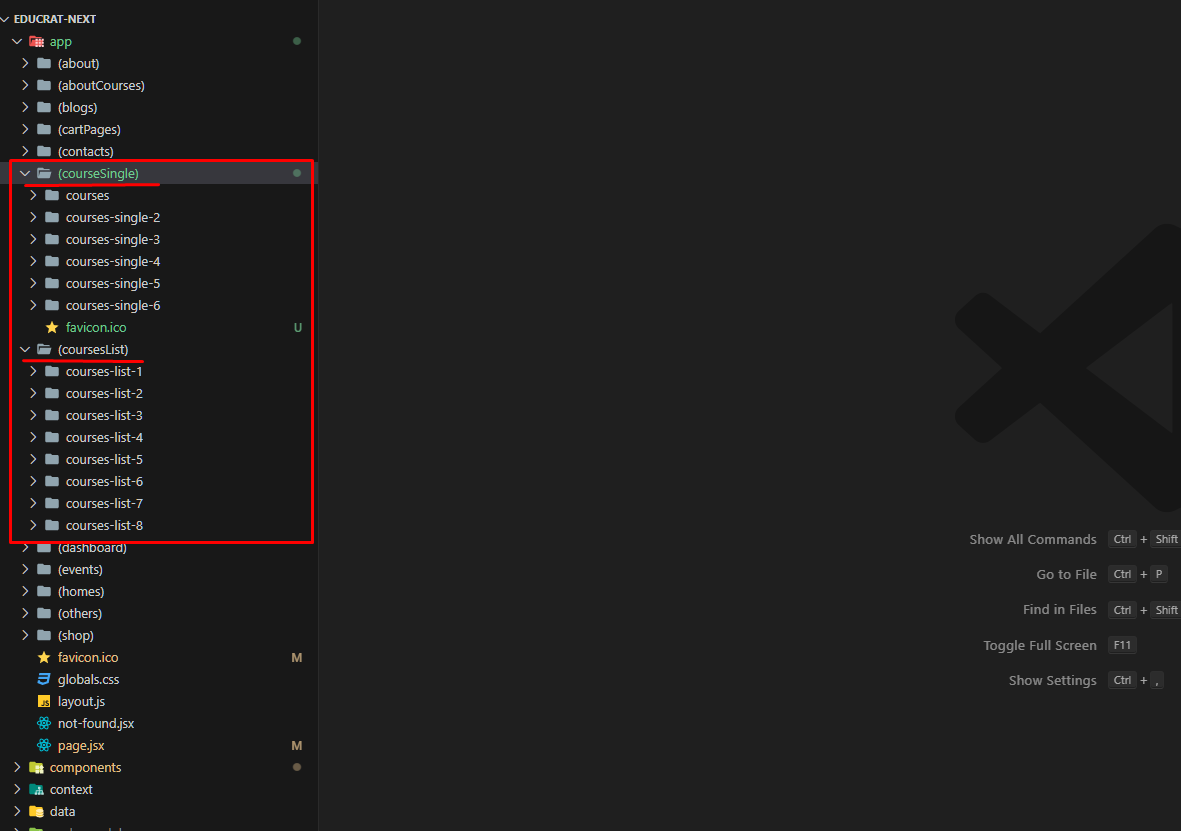 EDUCRAT-NEXT
app
(about)
(aboutCourses)
(blogs)
(cartPages)
(contacts)
(courseSingle)
courses
courses-single-2
courses-single-3
courses-single-4
courses-single-5
courses-single-6
favicon.ico U
(coursesList)
courses-list-1
courses-list-2
courses-list-3
courses-list-4
courses-list-5
courses-list-6
courses-list-7
courses-list-8
(dashboard)
(events)
(homes)
(others)
(shop)
favicon.ico M
globals.css
layout.js
not-found.jsx
page.jsx M
components
context
data
Show All Commands Ctrl + Shift
Go to File Ctrl + P
Find in Files Ctrl + Shift
Toggle Full Screen F11
Show Settings Ctrl + ,